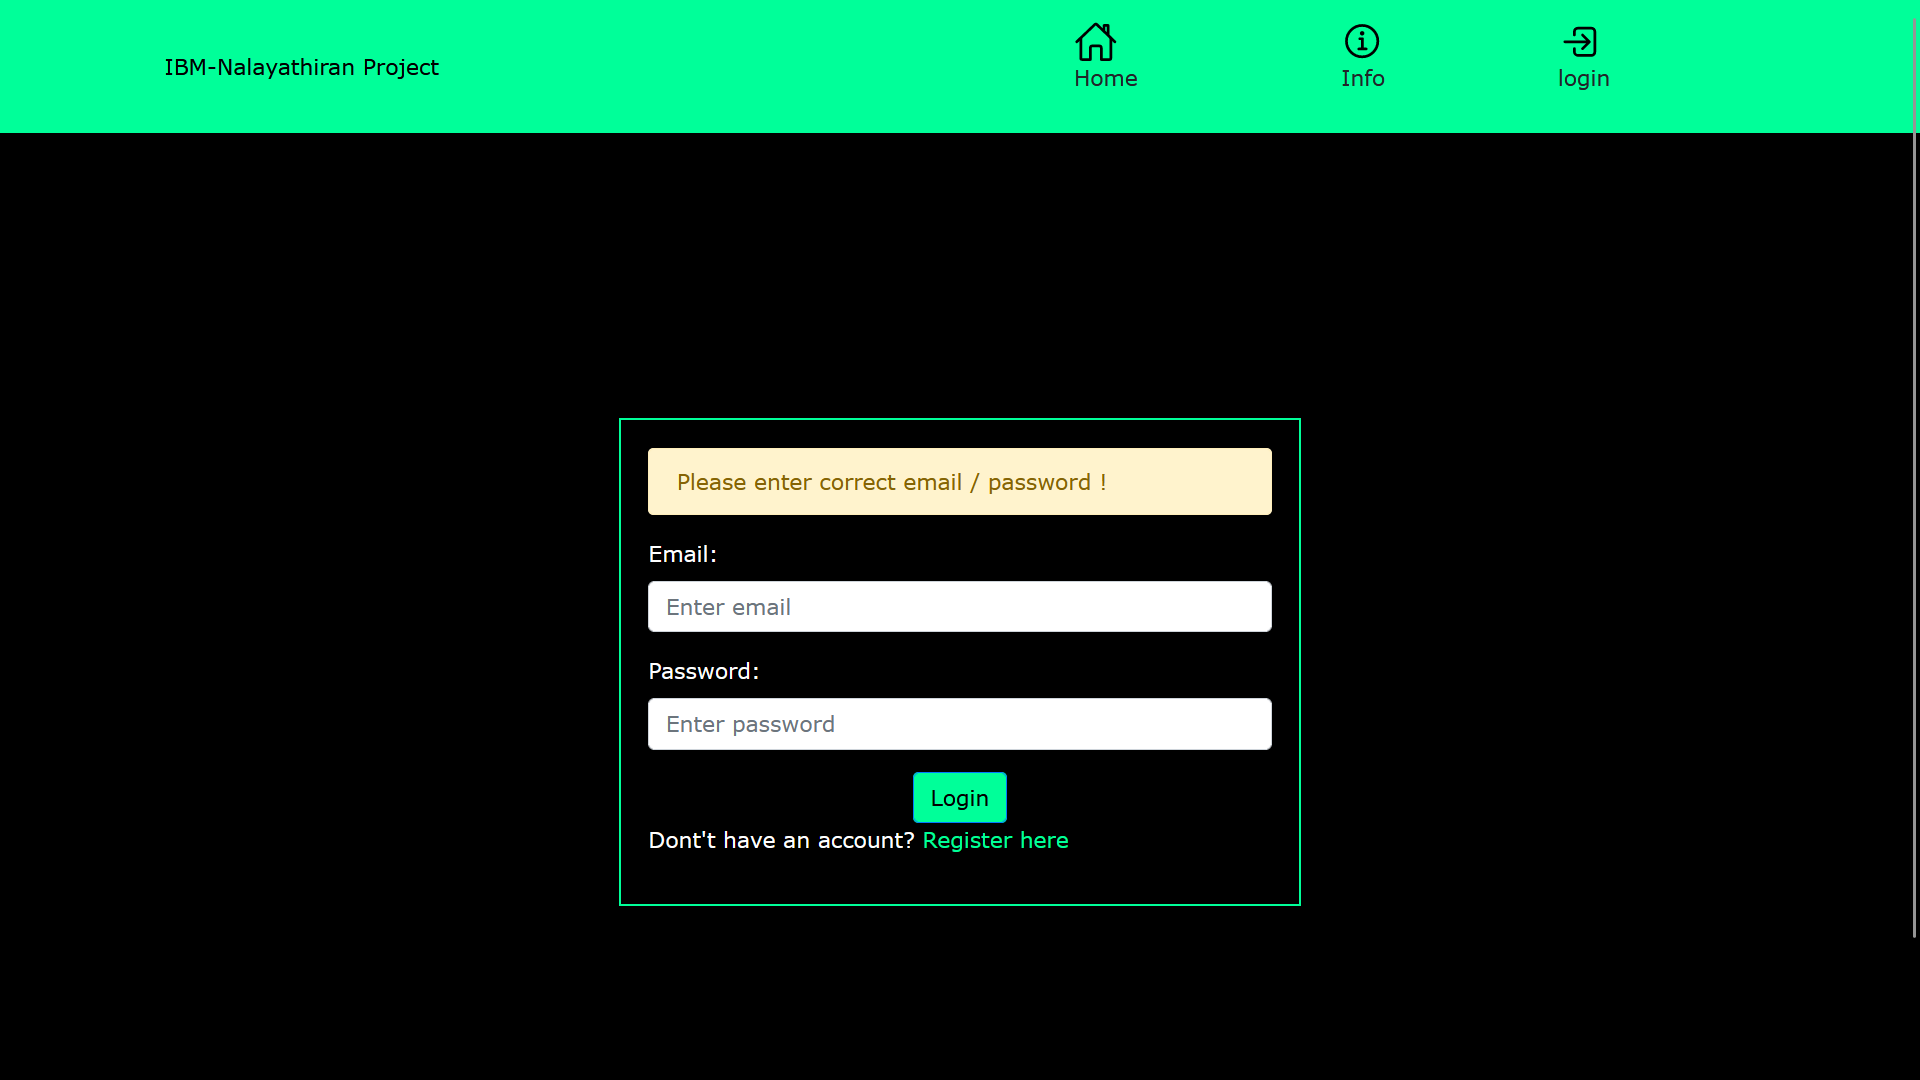 IBM-Nalayathiran Project
Home
Info
login
Please enter correct email / password !
Email:
Enter email
Password:
Enter password
Login
Dont't have an account? Register here